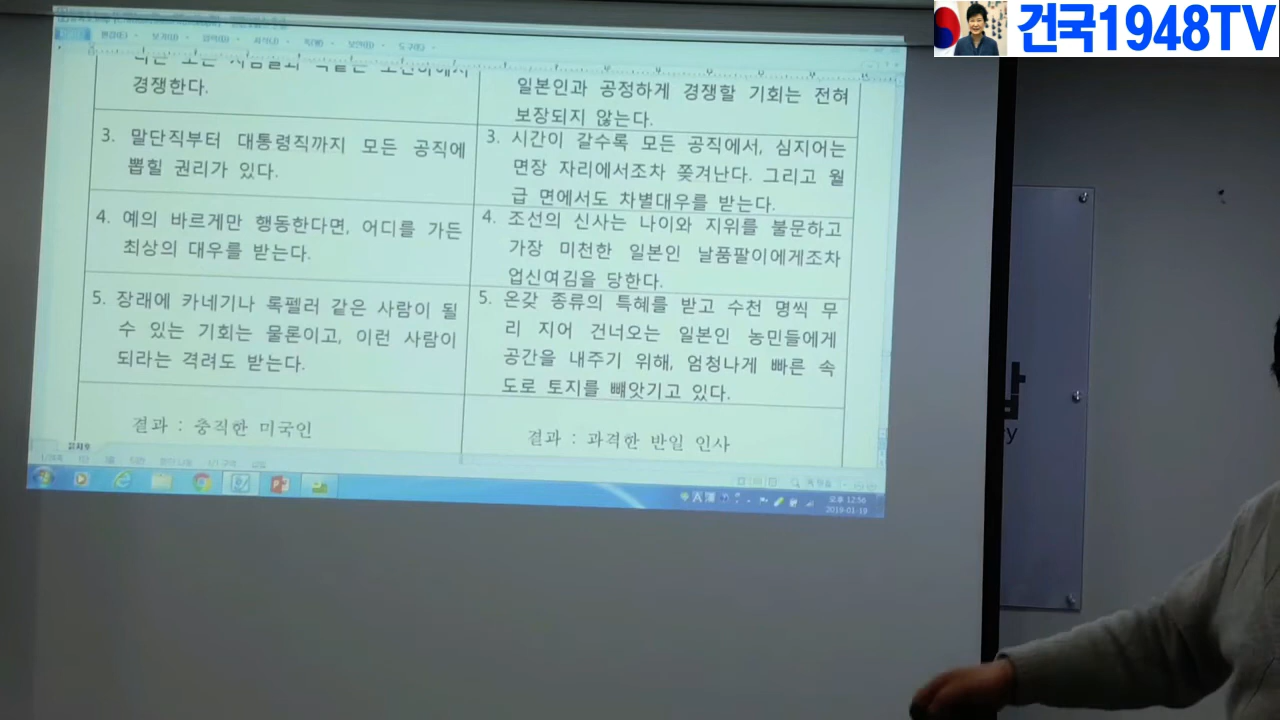 건국1948TV
경쟁한다.
3. 말단직부터 대통령직까지 모든 공직에
뽑힐 권리가 있다.
4. 예의 바르게만 행동한다면, 어디를 가든
최상의 대우를 받는다.
5. 장래에 카네기나 록펠러 같은 사람이 될
수 있는 기회는 물론이고, 이런 사람이
되라는 격려도 받는다.
결과 : 충직한 미국인
일본인과 공정하게 경쟁할 기회는 전혀
보장되지 않는다.
3. 시간이 갈수록 모든 공직에서, 심지어는
면장 자리에서조차 쫓겨난다. 그리고 월
급 면에서도 차별대우를 받는다.
4. 조선의 신사는 나이와 지위를 불문하고
가장 미천한 일본인 날품팔이에게조차
업신여김을 당한다.
5. 온갖 종류의 특혜를 받고 수천 명씩 무
리 지어 건너오는 일본인 농민들에게
공간을 내주기 위해, 엄청나게 빠른 속
도로 토지를 빼앗기고 있다.
결과 : 과격한 반일 인사
오후 12:56
2019-01-19
y